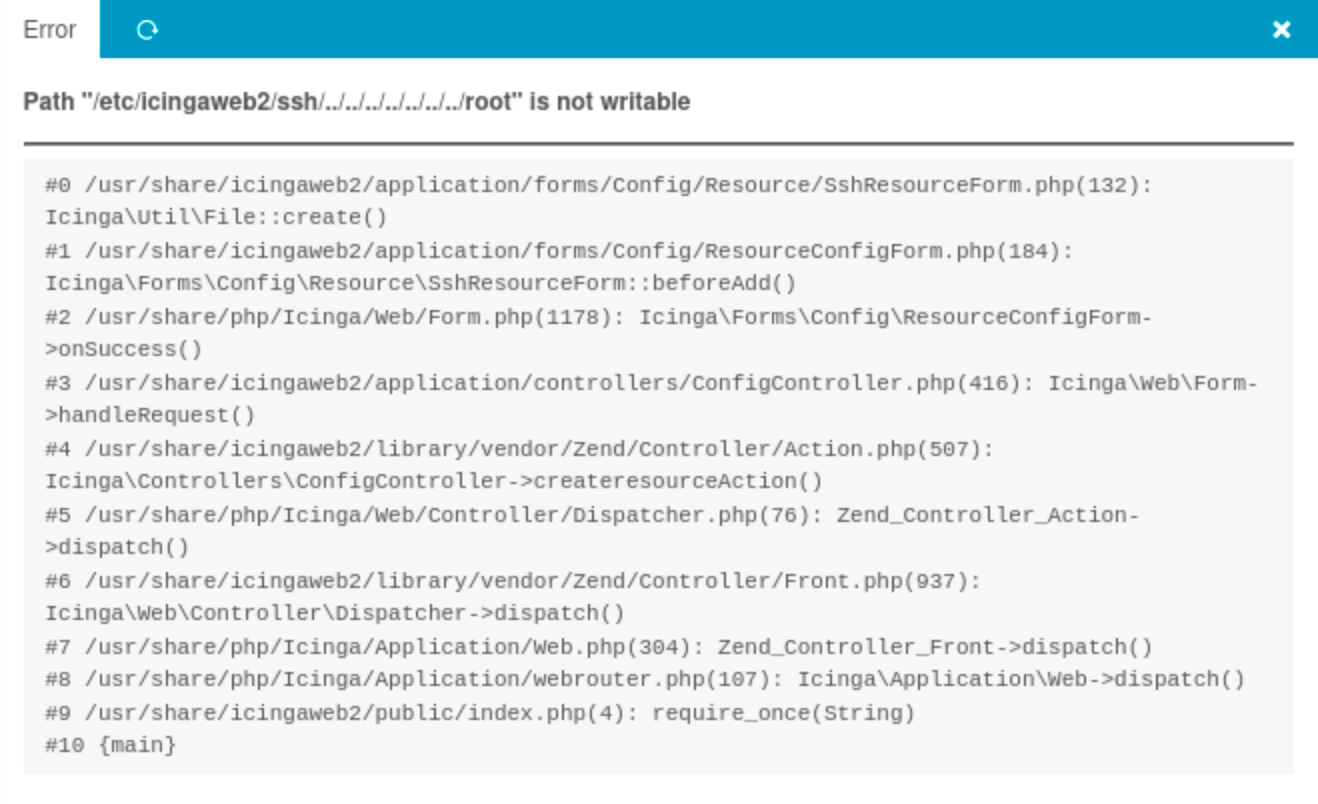 Error
Path "/etc/icingaweb2/ssh/../../../../../../../root" is not writable
#0 /usr/share/icingaweb2/application/forms/Config/Resource/SshResourceForm.php(132):
Icinga\Util\File::create()
#1 /usr/share/icingaweb2/application/forms/Config/ResourceConfigForm.php(184):
Icinga\Forms\Config\Resource\SshResourceForm::beforeAdd()
#2 /usr/share/php/Icinga/Web/Form.php(1178): Icinga\Forms\Config\ResourceConfigForm-
>onSuccess()
#3 /usr/share/icingaweb2/application/controllers/ConfigController.php(416): Icinga\Web\Form-
>handleRequest()
#4 /usr/share/icingaweb2/library/vendor/Zend/Controller/Action.php(507):
Icinga\Controllers\ConfigController->createresourceAction()
#5 /usr/share/php/Icinga/Web/Controller/Dispatcher.php(76): Zend_Controller_Action-
>dispatch()
#6 /usr/share/icingaweb2/library/vendor/Zend/Controller/Front.php(937):
Icinga\Web\Controller\Dispatcher->dispatch()
#7 /usr/share/php/Icinga/Application/Web.php(304): Zend_Controller_Front->dispatch()
#8 /usr/share/php/Icinga/Application/webrouter.php(107): Icinga\Application\Web->dispatch()
#9 /usr/share/icingaweb2/public/index.php(4): require_once(String)
#10 {main}